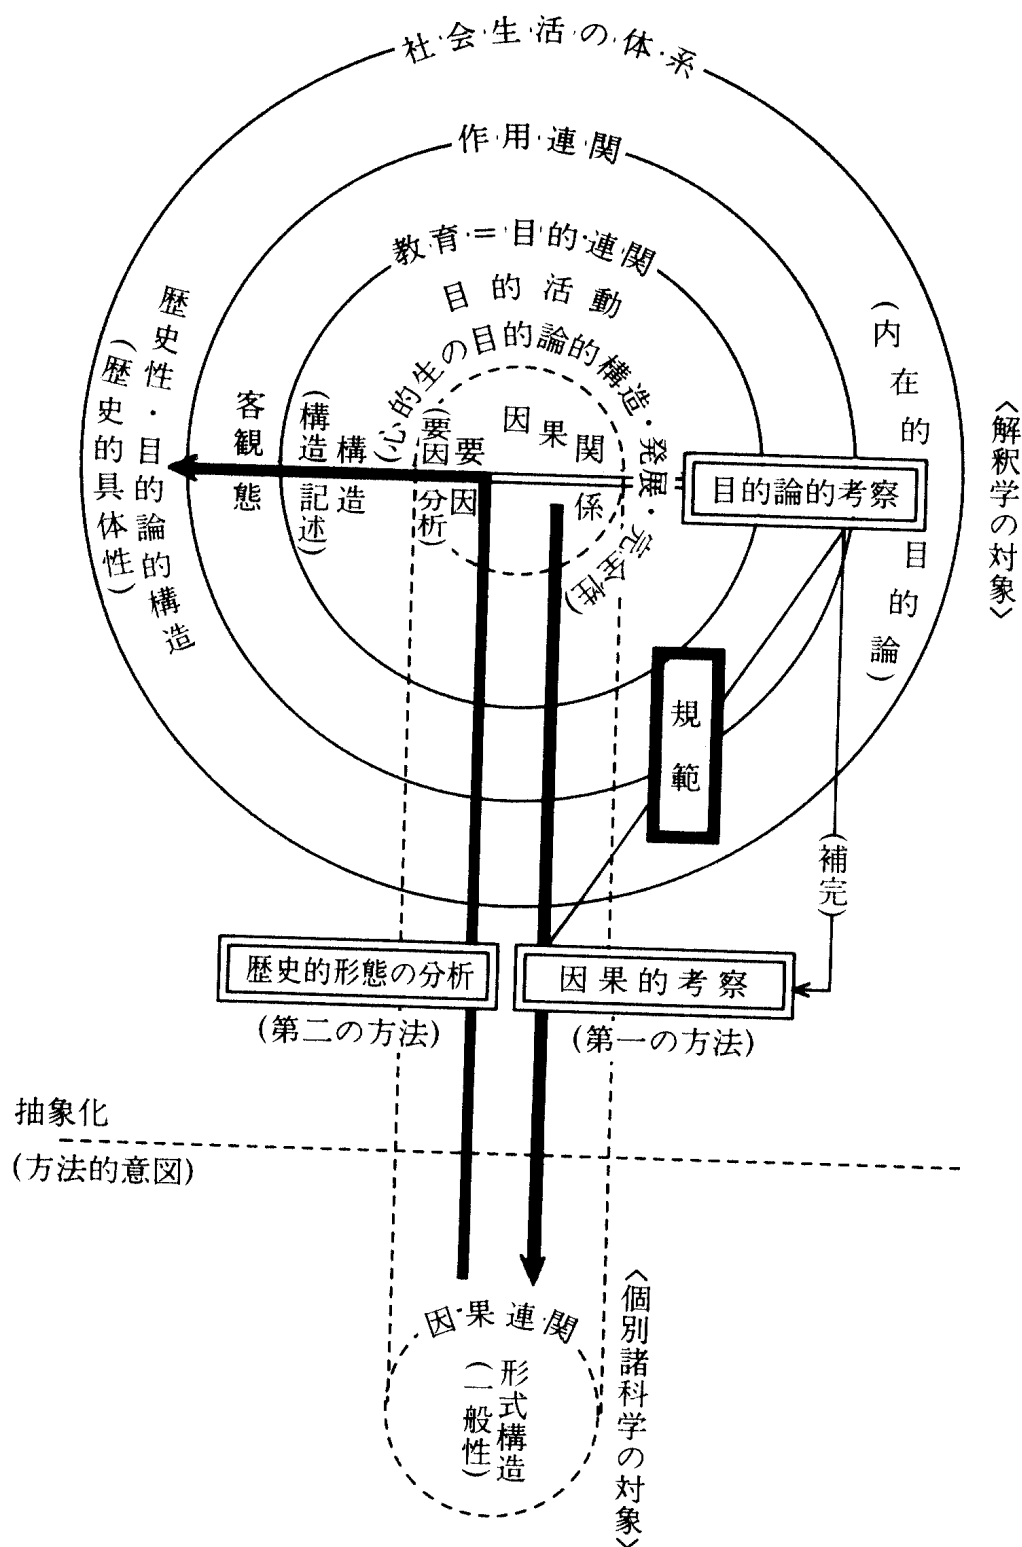 社会生活の体系
作用連関
教育＝目的連関
目的活動
(心的生の目的論的構造・発展・完全性)
因果関係
要因
(要因分析)
構造
(構造記述)
客観態
歴史性・目的論的構造
(歴史的具体性)
目的論的考察
(内在的目的論)
〈解釈学の対象〉
規範
(補完)
歴史的形態の分析
(第二の方法)
因果的考察
(第一の方法)
抽象化
(方法的意図)
因果連関
形式構造
(一般性)
〈個別諸科学の対象〉